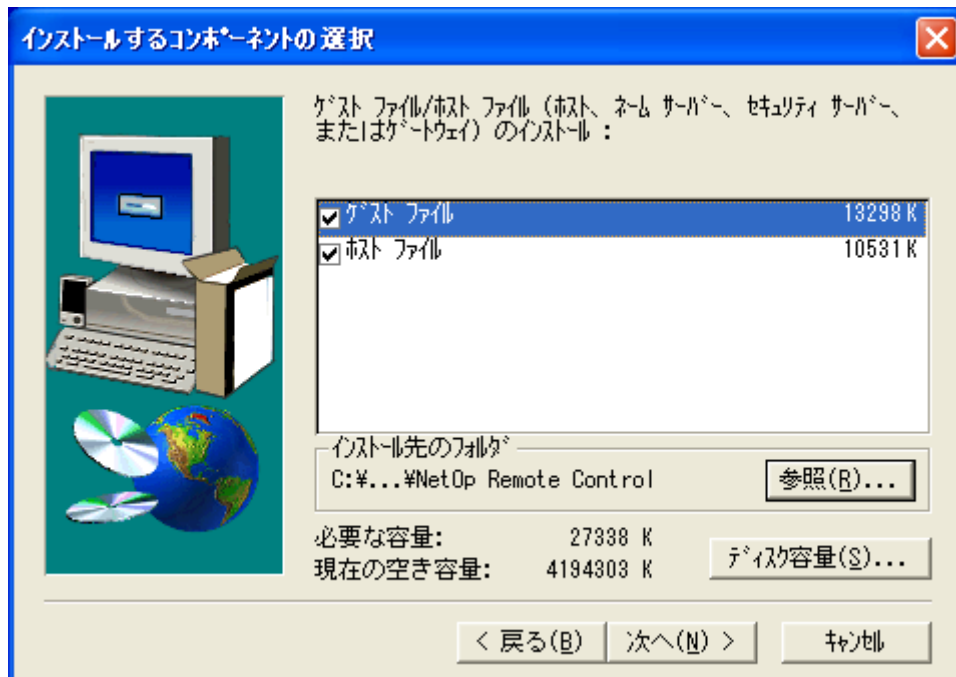 インストールするコンポーネントの選択
ゲスト ファイル/ホスト ファイル (ホスト、ネーム サーバー、セキュリティ サーバー、
またはゲートウェイ) のインストール :
ゲスト ファイル 13298 K
ホスト ファイル 10531 K
インストール先のフォルダ
C:¥...¥NetOp Remote Control 参照(R)...
必要な容量: 27338 K
現在の空き容量: 4194303 K
ディスク容量(S)...
< 戻る(B) 次へ(N) > キャンセル